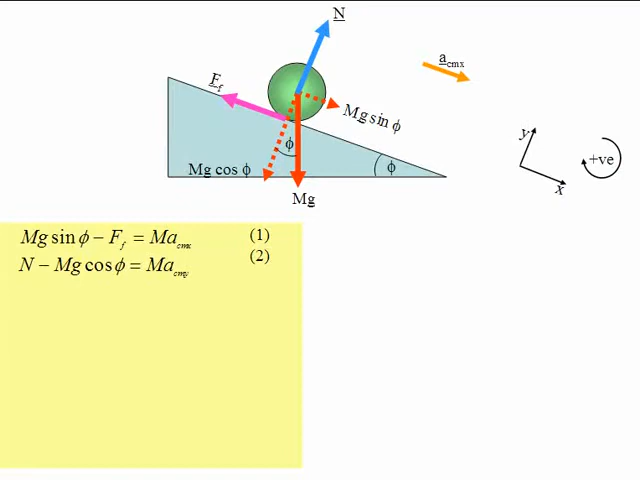 N
a_cmx
F_f
Mg sin ϕ
y
+ve
ϕ
Mg cos ϕ
ϕ
x
Mg
Mg sin ϕ − F_f = Ma_cmx (1)
N − Mg cos ϕ = Ma_cmy (2)